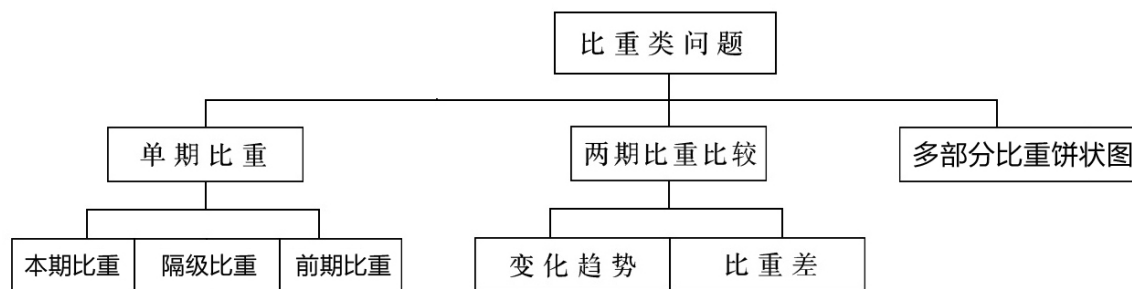 比重类问题
单期比重
两期比重比较
多部分比重饼状图
本期比重
隔级比重
前期比重
变化趋势
比重差